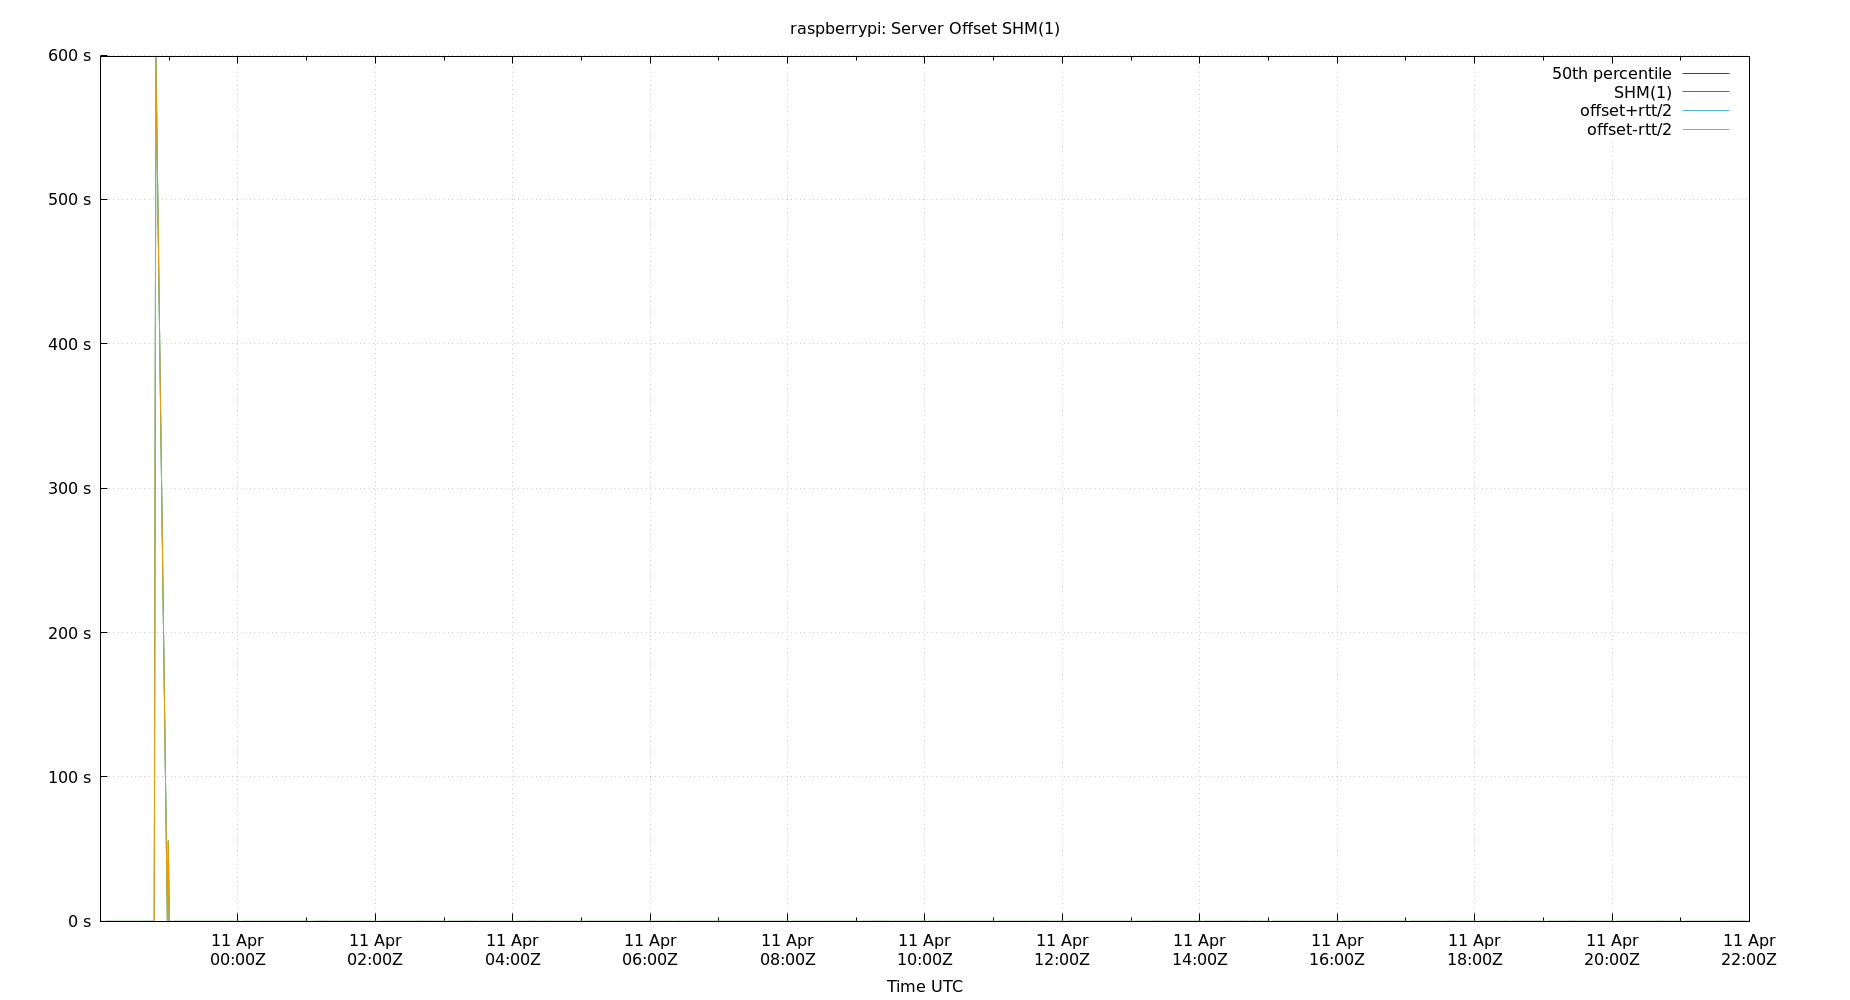 raspberrypi: Server Offset SHM(1)
600 s
500 s
400 s
300 s
200 s
100 s
0 s
50th percentile
SHM(1)
offset+rtt/2
offset-rtt/2
11 Apr 11 Apr 11 Apr 11 Apr 11 Apr 11 Apr 11 Apr 11 Apr 11 Apr 11 Apr 11 Apr 11 Apr
00:00Z 02:00Z 04:00Z 06:00Z 08:00Z 10:00Z 12:00Z 14:00Z 16:00Z 18:00Z 20:00Z 22:00Z
Time UTC